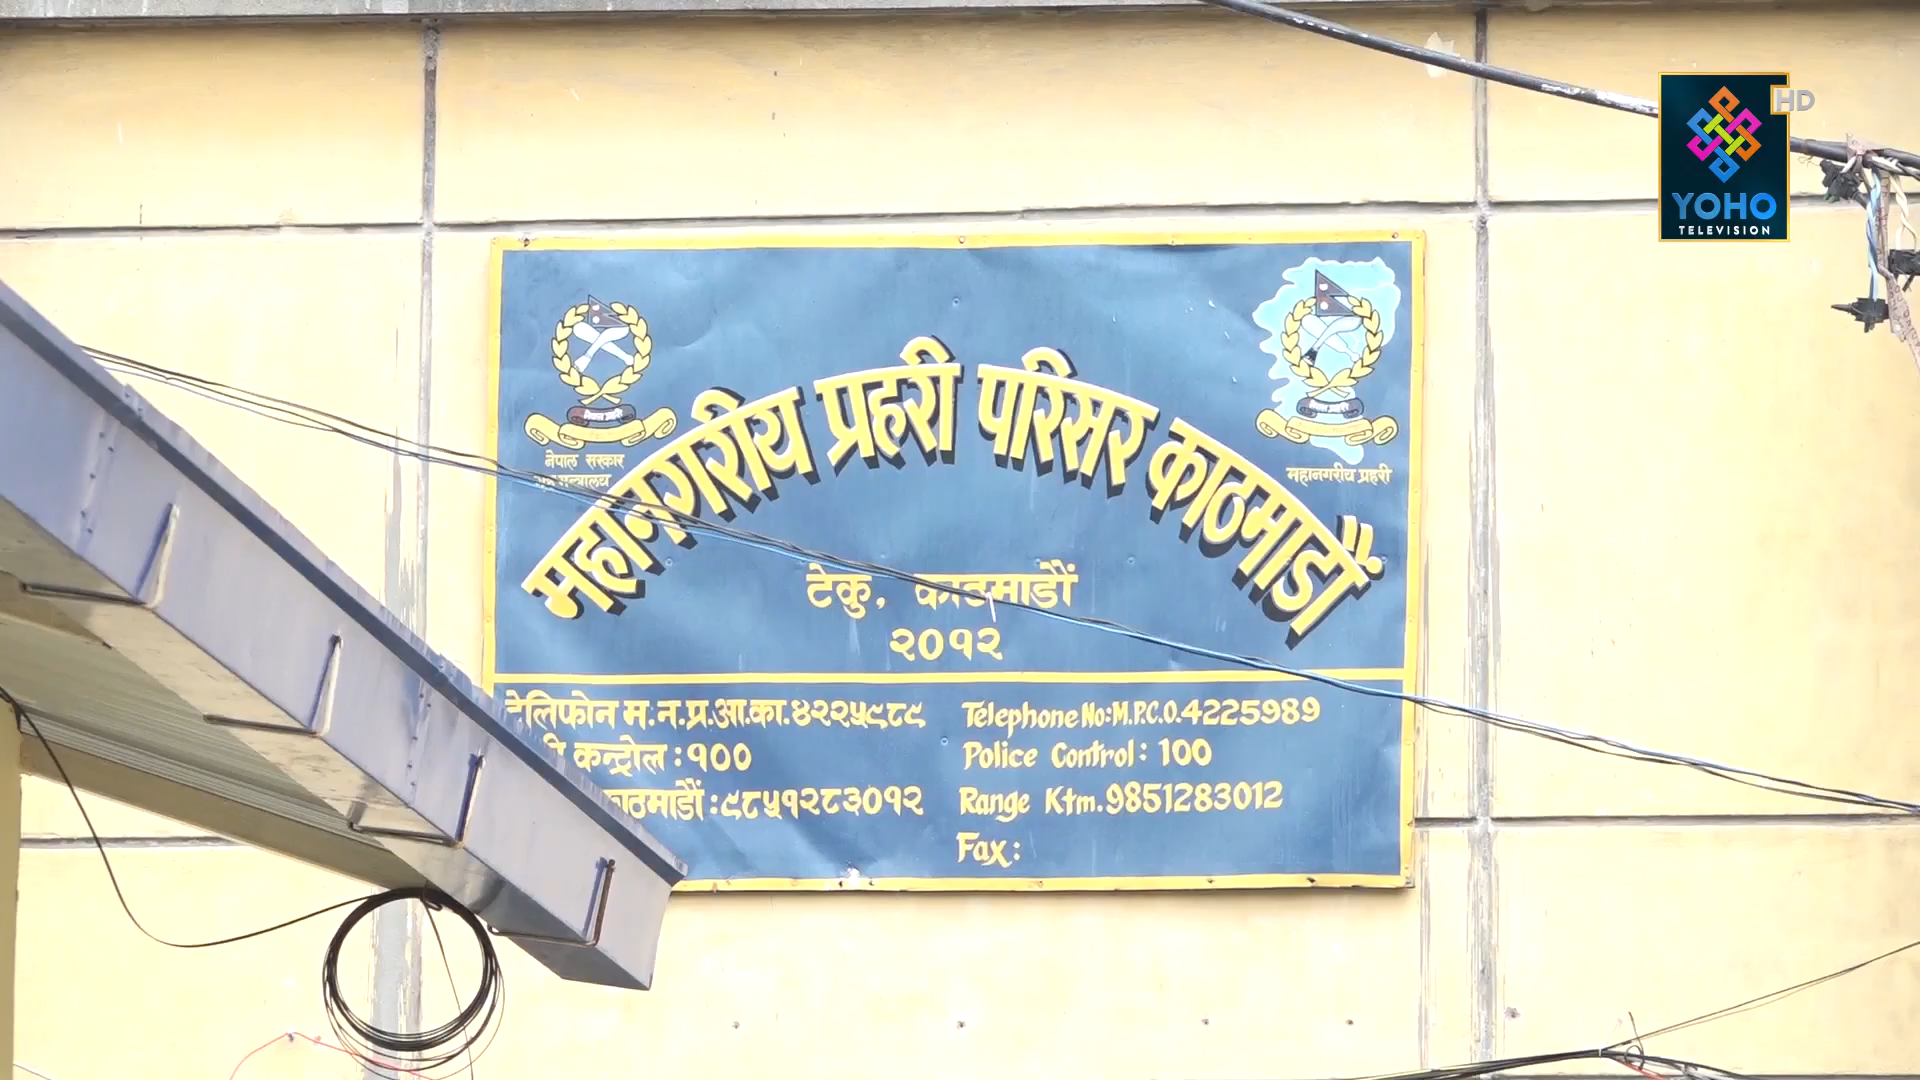 HD
YOHO
TELEVISION
नेपाल सरकार
महानगरीय प्रहरी
महानगरीय प्रहरी परिसर काठमाडौं
टेकु, काठमाडौं
२०१२
टेलिफोन म.न.प्र.आ.का.४२२५९८९
Telephone No:M.P.C.O.4225989
कन्ट्रोल : १००
Police Control: 100
काठमाडौं : ९८५१२८३०१२
Range Ktm. 9851283012
Fax: